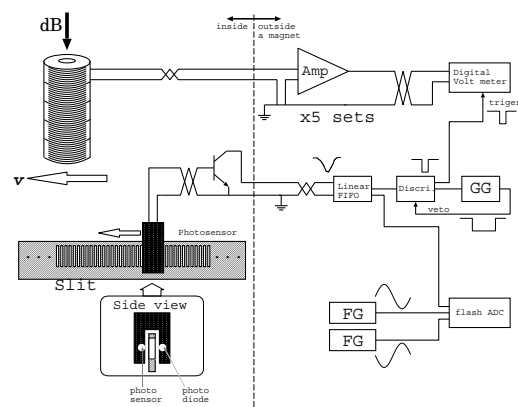 dB
inside
outside
a magnet
Amp
Digital
Volt meter
x5 sets
triger
v
Linear
FIFO
Discri.
GG
veto
Photosensor
. . .
. . .
Slit
Side view
FG
FG
flash ADC
photo
sensor
photo
diode